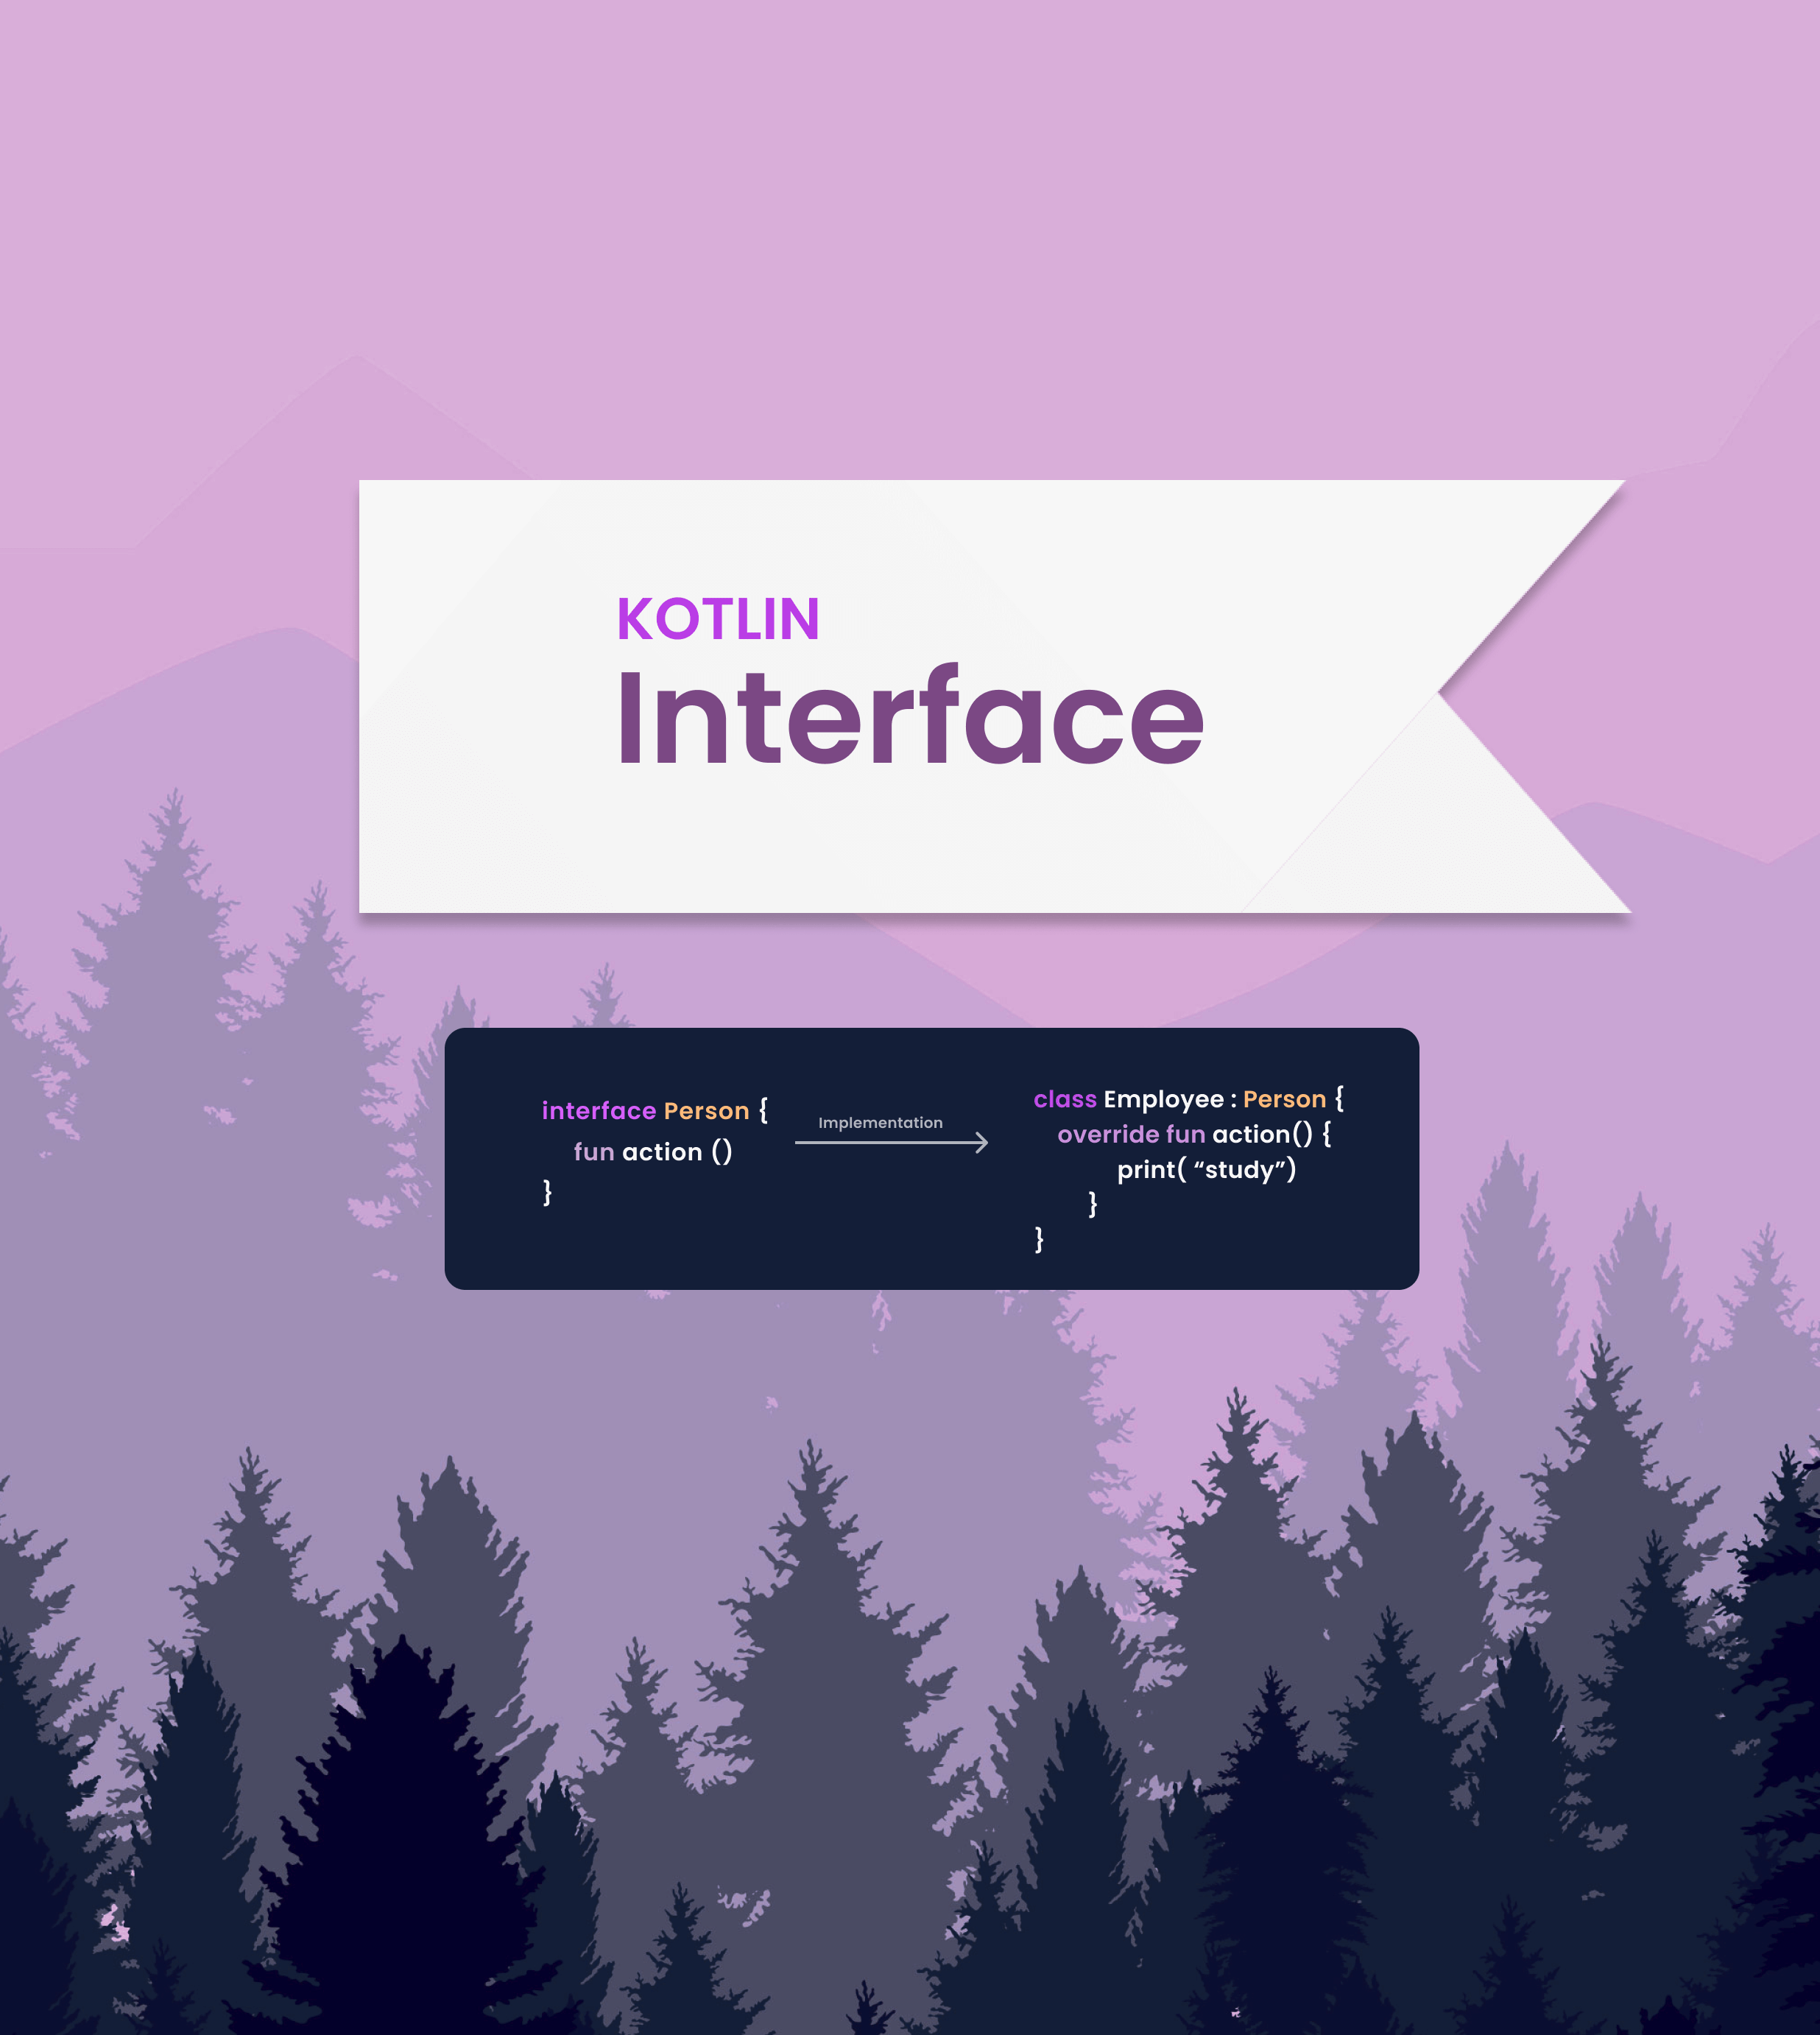 KOTLIN
Interface
interface Person {
fun action ()
}
Implementation
class Employee : Person {
override fun action() {
print( “study”)
}
}